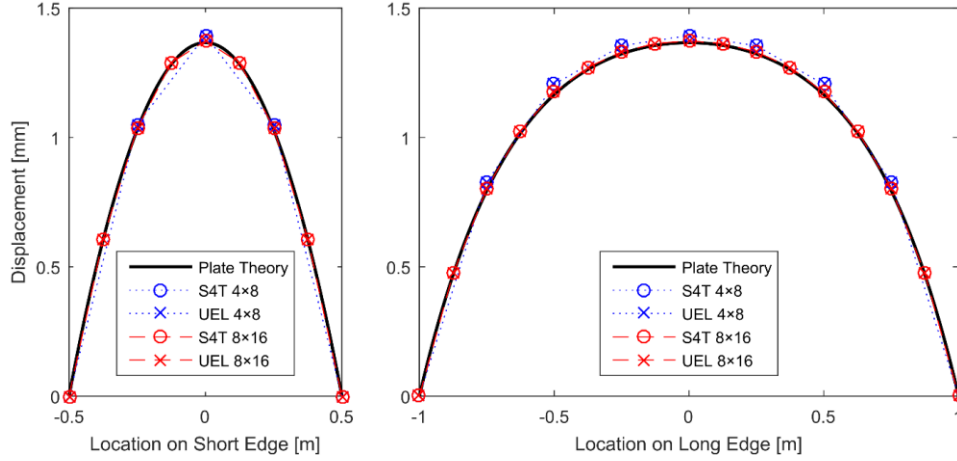 1.5
1
0.5
0
Displacement [mm]
Plate Theory
S4T 4×8
UEL 4×8
S4T 8×16
UEL 8×16
-0.5
0
0.5
Location on Short Edge [m]
1.5
1
0.5
0
Plate Theory
S4T 4×8
UEL 4×8
S4T 8×16
UEL 8×16
-1
-0.5
0
0.5
1
Location on Long Edge [m]